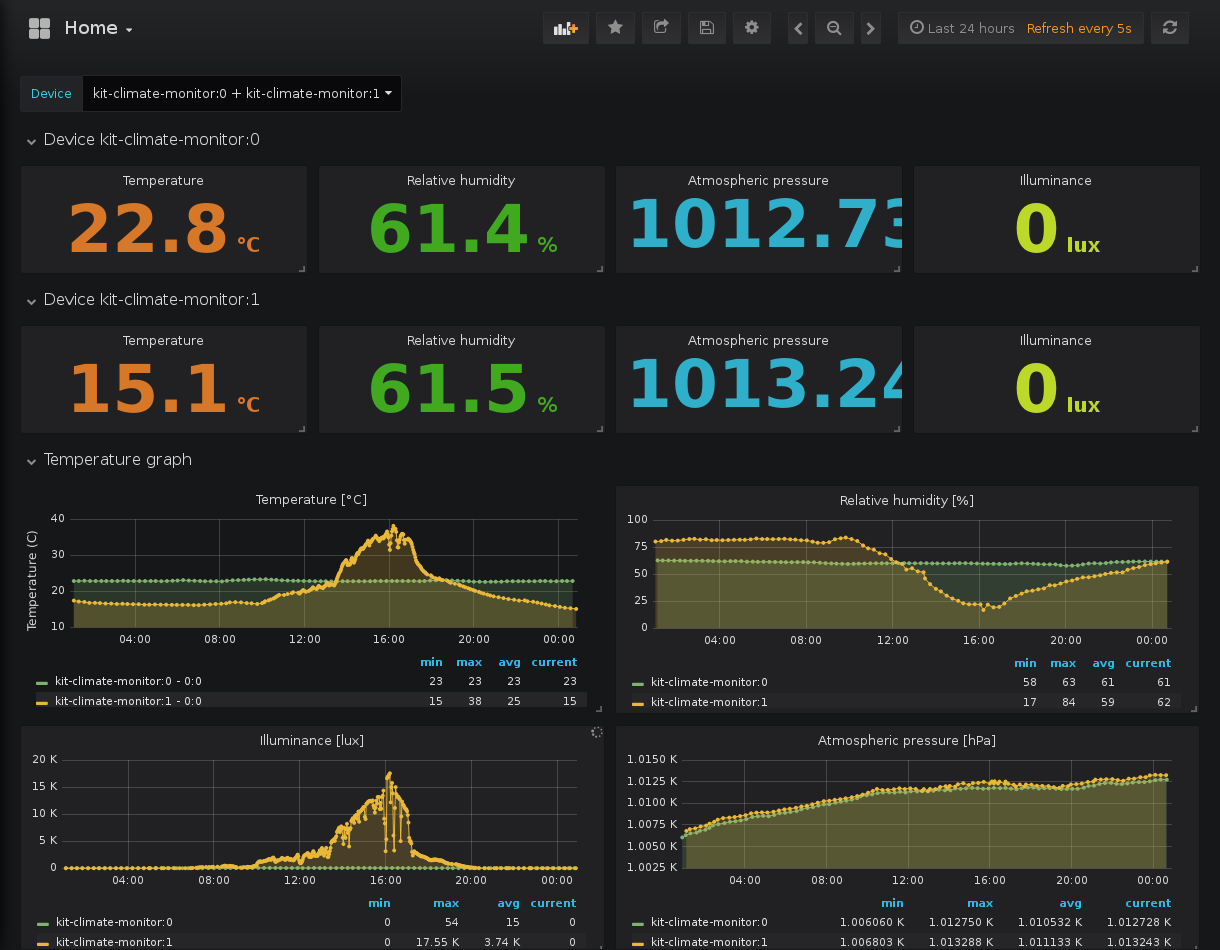 Home
Last 24 hours Refresh every 5s
Device kit-climate-monitor:0 + kit-climate-monitor:1
Device kit-climate-monitor:0
Temperature Relative humidity Atmospheric pressure Illuminance
22.8 °C 61.4 % 1012.73 0 lux
Device kit-climate-monitor:1
Temperature Relative humidity Atmospheric pressure Illuminance
15.1 °C 61.5 % 1013.24 0 lux
Temperature graph
Temperature [°C]
Temperature (C)
40
30
20
10
04:00 08:00 12:00 16:00 20:00 00:00
min max avg current
kit-climate-monitor:0 - 0:0 23 23 23 23
kit-climate-monitor:1 - 0:0 15 38 25 15
Relative humidity [%]
100
75
50
25
0
04:00 08:00 12:00 16:00 20:00 00:00
min max avg current
kit-climate-monitor:0 58 63 61 61
kit-climate-monitor:1 17 84 59 62
Illuminance [lux]
20 K
15 K
10 K
5 K
0
04:00 08:00 12:00 16:00 20:00 00:00
min max avg current
kit-climate-monitor:0 0 54 15 0
kit-climate-monitor:1 0 17.55 K 3.74 K 0
Atmospheric pressure [hPa]
1.0150 K
1.0125 K
1.0100 K
1.0075 K
1.0050 K
1.0025 K
04:00 08:00 12:00 16:00 20:00 00:00
min max avg current
kit-climate-monitor:0 1.006060 K 1.012750 K 1.010532 K 1.012728 K
kit-climate-monitor:1 1.006803 K 1.013288 K 1.011133 K 1.013243 K